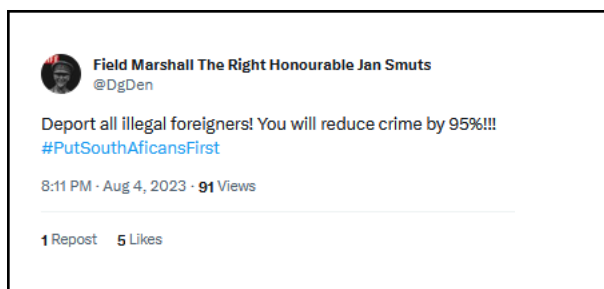 Field Marshall The Right Honourable Jan Smuts
@DgDen
Deport all illegal foreigners! You will reduce crime by 95%!!!
#PutSouthAficansFirst
8:11 PM · Aug 4, 2023 · 91 Views
1 Repost 5 Likes